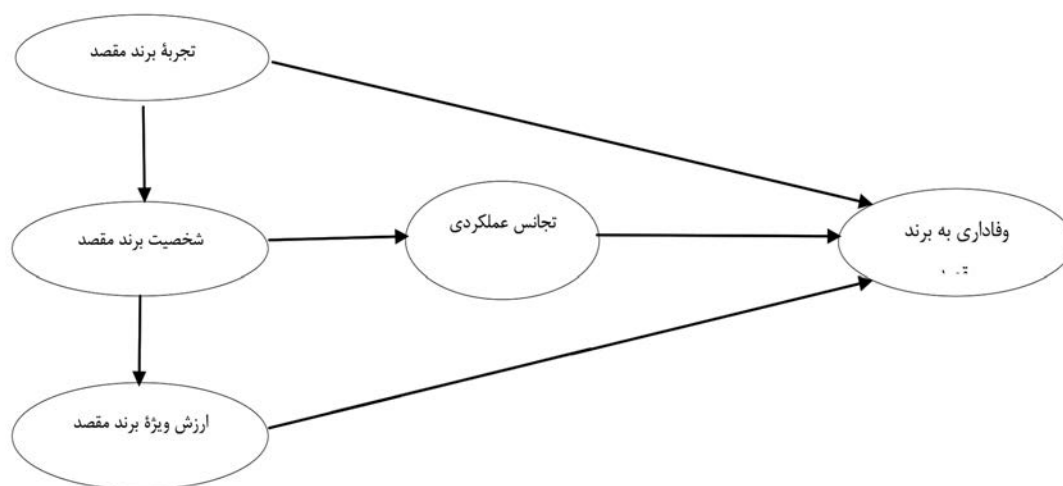 تجربهٔ برند مقصد
شخصیت برند مقصد
تجانس عملکردی
وفاداری به برند
ارزش ویژهٔ برند مقصد